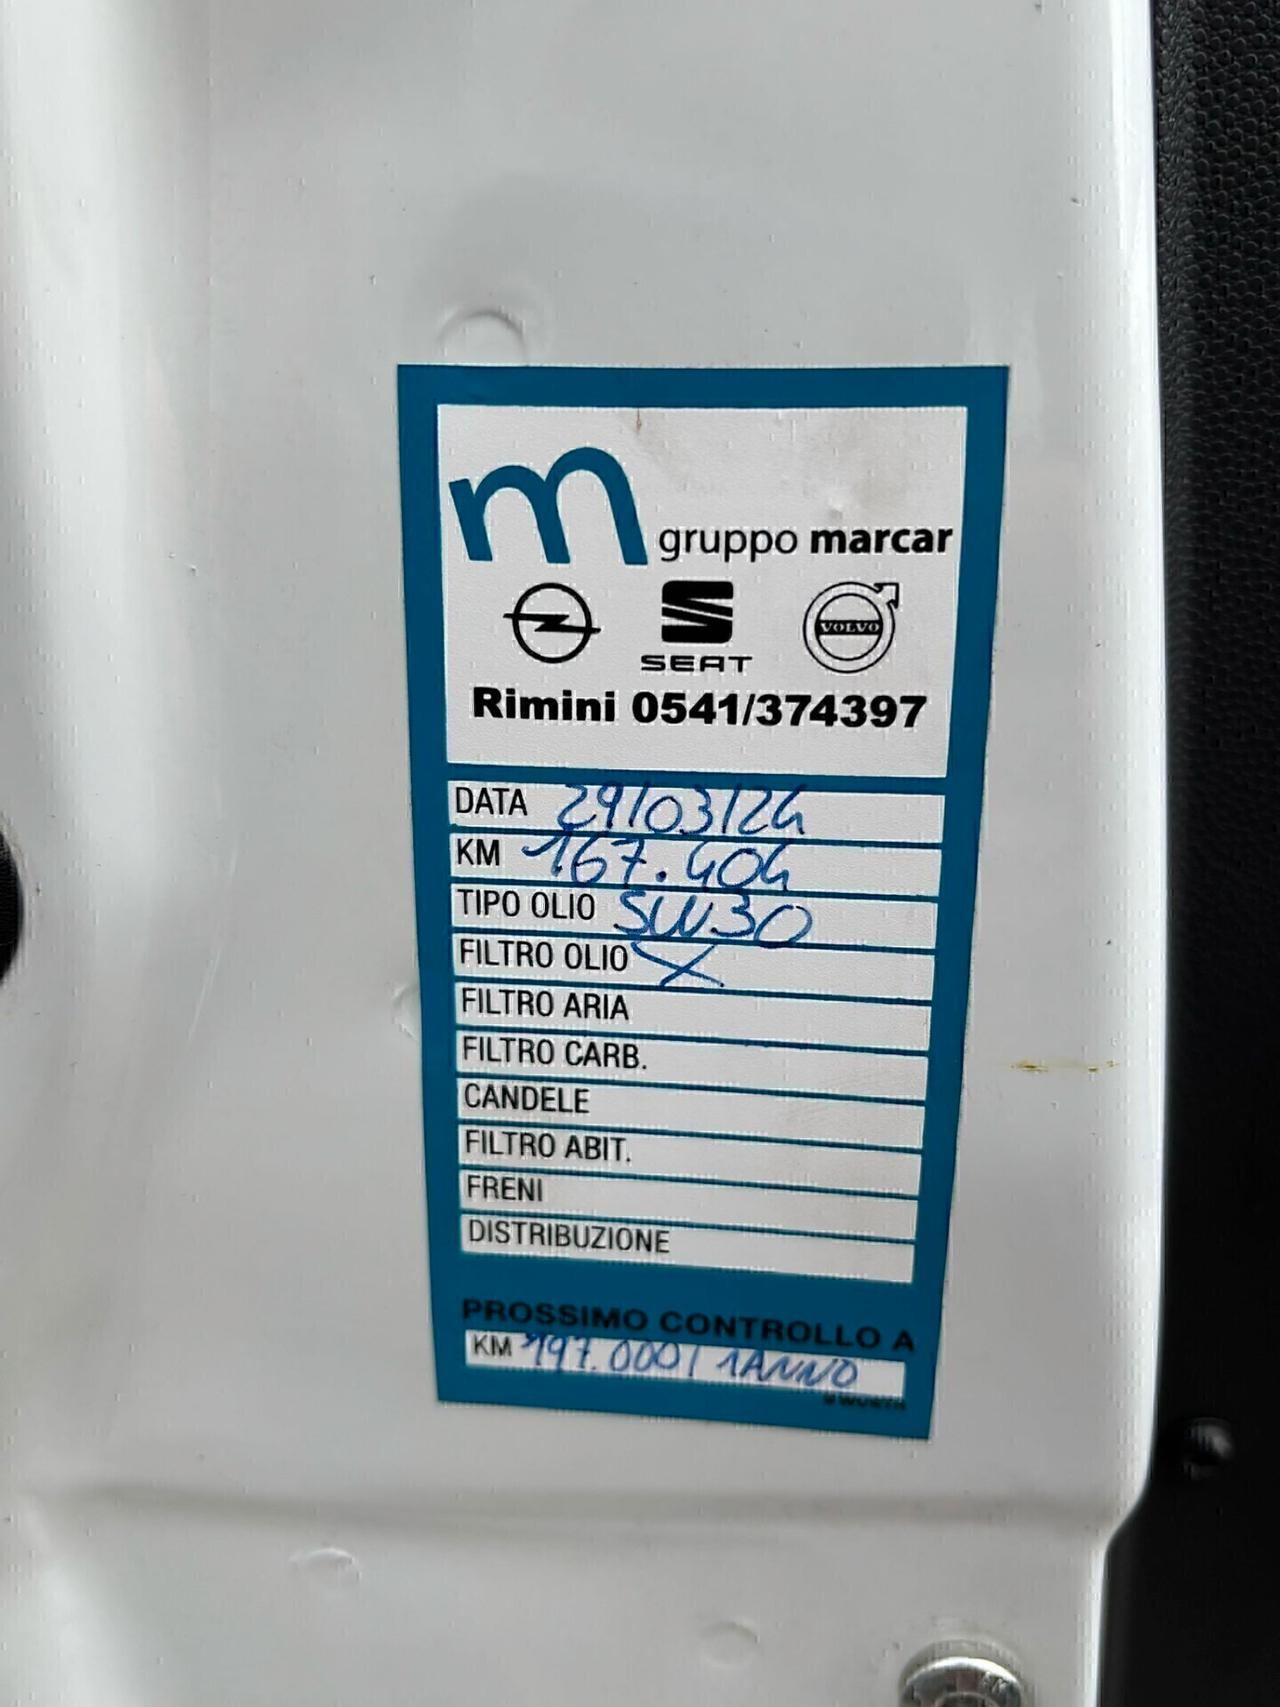 m gruppo marcar
SEAT VOLVO
Rimini 0541/374397
DATA 29/03/24
KM 167.404
TIPO OLIO 5W30
FILTRO OLIO X
FILTRO ARIA
FILTRO CARB.
CANDELE
FILTRO ABIT.
FRENI
DISTRIBUZIONE
PROSSIMO CONTROLLO A
KM 197.000/1ANNO
WÜRTH